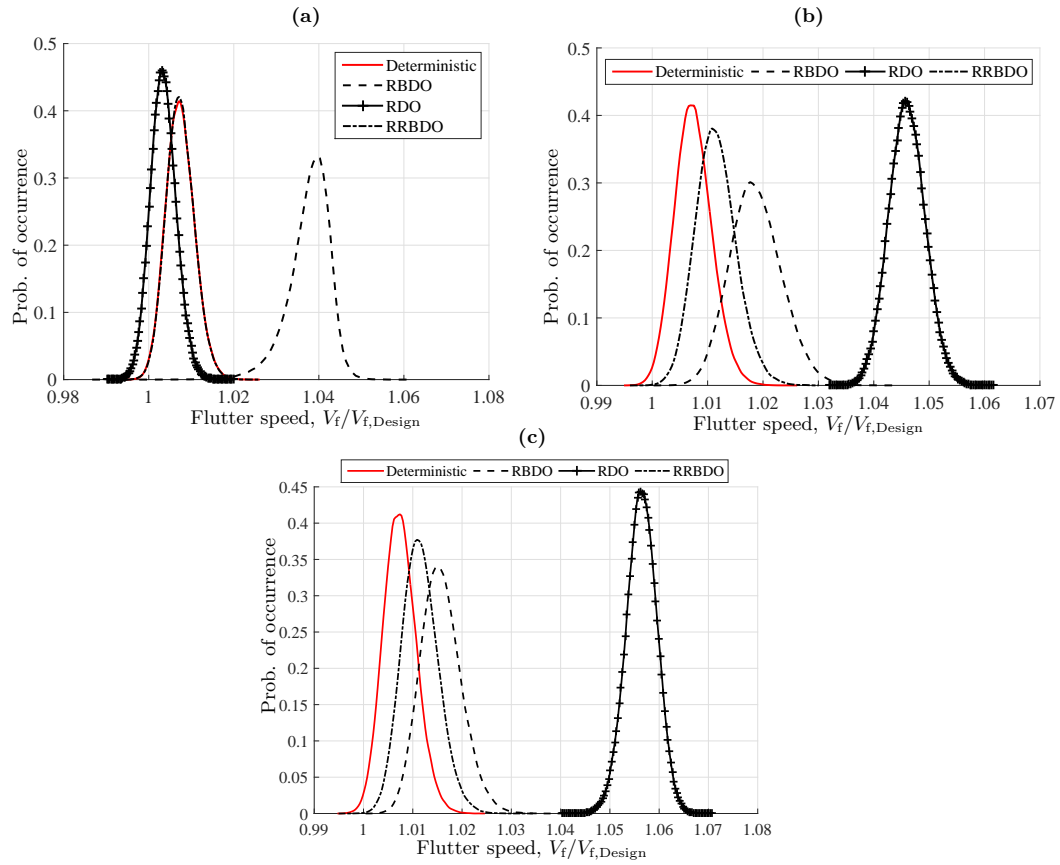 (a)
0.5
0.4
0.3
0.2
0.1
0
Prob. of occurrence
Deterministic
RBDO
RDO
RRBDO
0.98 1 1.02 1.04 1.06 1.08
Flutter speed, V_f/V_f,Design
(b)
0.5
0.4
0.3
0.2
0.1
0
Prob. of occurrence
Deterministic RBDO RDO RRBDO
0.99 1 1.01 1.02 1.03 1.04 1.05 1.06 1.07
Flutter speed, V_f/V_f,Design
(c)
Deterministic RBDO RDO RRBDO
0.45
0.4
0.35
0.3
0.25
0.2
0.15
0.1
0.05
0
Prob. of occurrence
0.99 1 1.01 1.02 1.03 1.04 1.05 1.06 1.07 1.08
Flutter speed, V_f/V_f,Design